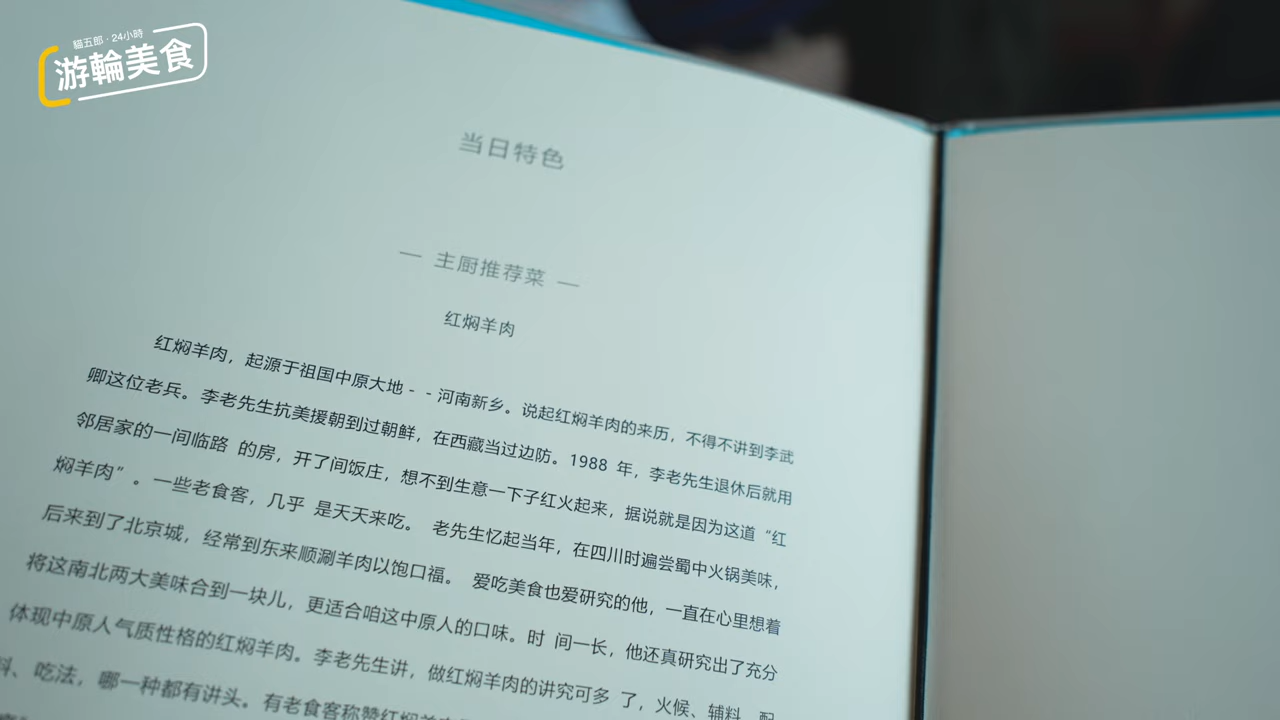 貓五郎·24小時
游輪美食
当日特色
— 主厨推荐菜 —
红焖羊肉
红焖羊肉，起源于祖国中原大地 - - 河南新乡。说起红焖羊肉的来历，不得不讲到李武
卿这位老兵。李老先生抗美援朝到过朝鲜，在西藏当过边防。1988 年，李老先生退休后就用
邻居家的一间临路 的房，开了间饭庄，想不到生意一下子红火起来，据说就是因为这道“红
焖羊肉”。一些老食客，几乎 是天天来吃。 老先生忆起当年，在四川时遍尝蜀中火锅美味，
后来到了北京城，经常到东来顺涮羊肉以饱口福。 爱吃美食也爱研究的他，一直在心里想着
将这南北两大美味合到一块儿，更适合咱这中原人的口味。时 间一长，他还真研究出了充分
体现中原人气质性格的红焖羊肉。李老先生讲，做红焖羊肉的讲究可多 了，火候、辅料、配
料、吃法，哪一种都有讲头。有老食客称赞红焖羊肉